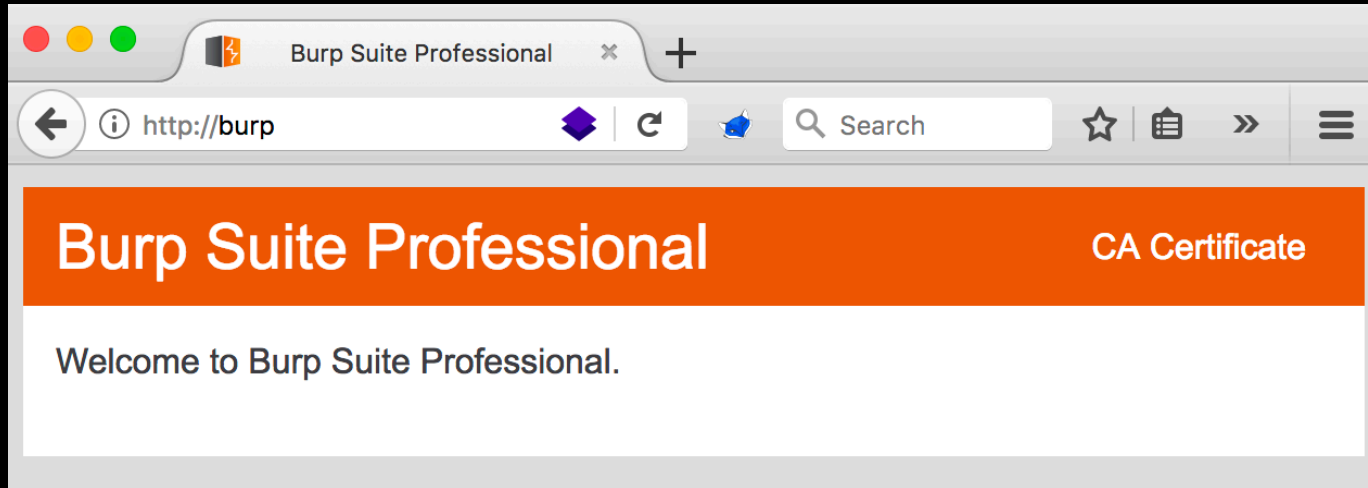 Burp Suite Professional
http://burp
Search
Burp Suite Professional
CA Certificate
Welcome to Burp Suite Professional.